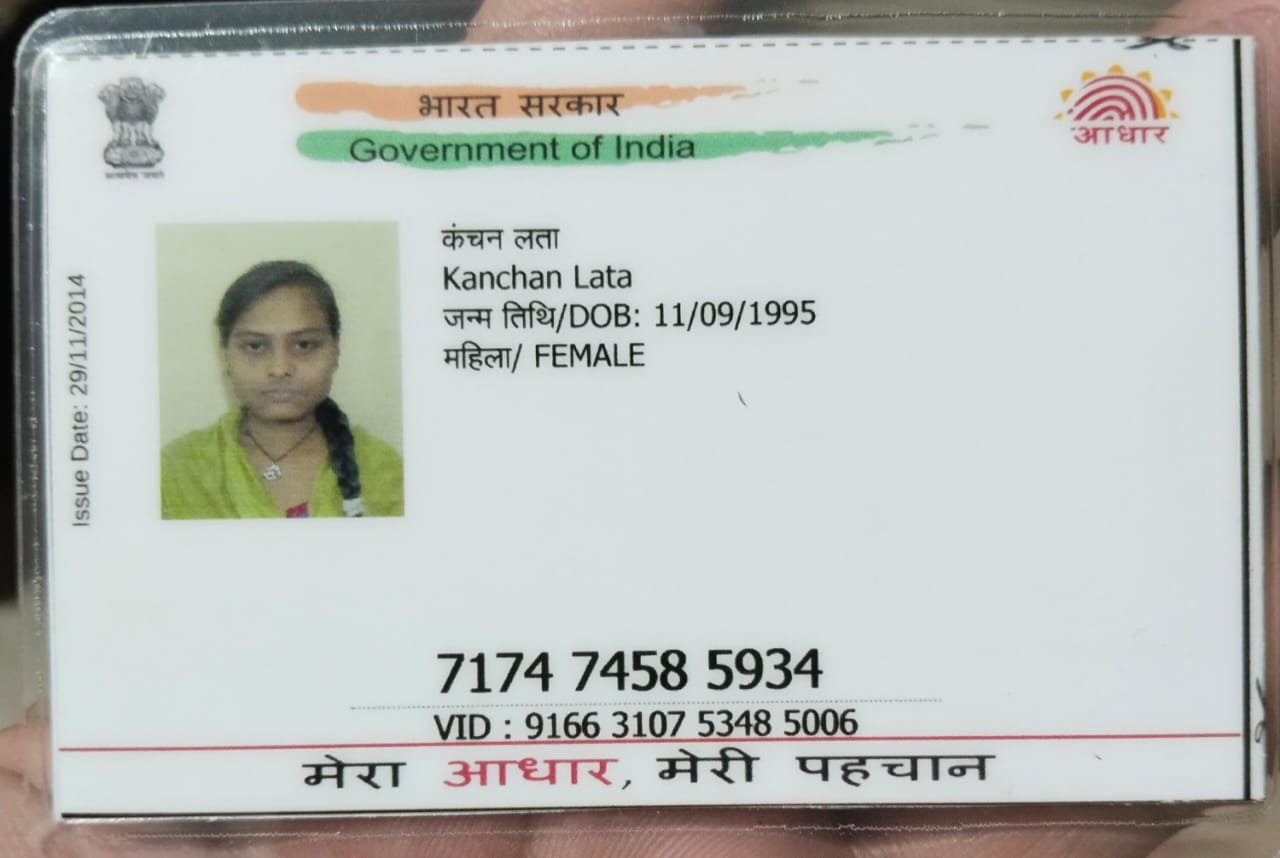 भारत सरकार
Government of India
आधार
सत्यमेव जयते
Issue Date: 29/11/2014
कंचन लता
Kanchan Lata
जन्म तिथि/DOB: 11/09/1995
महिला/ FEMALE
7174 7458 5934
VID : 9166 3107 5348 5006
मेरा आधार, मेरी पहचान